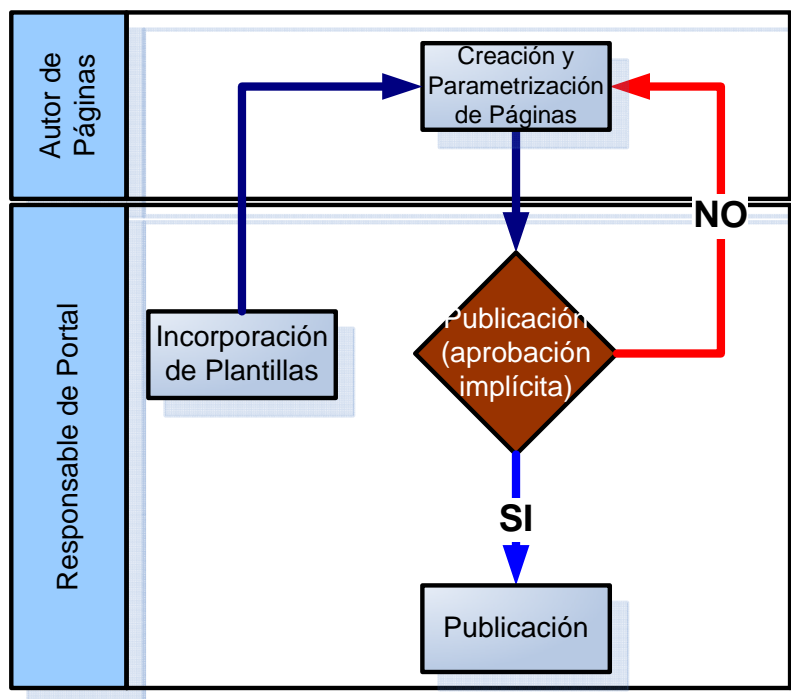 Autor de
Páginas
Creación y
Parametrización
de Páginas
NO
Responsable de Portal
Incorporación
de Plantillas
Publicación
(aprobación
implícita)
SI
Publicación